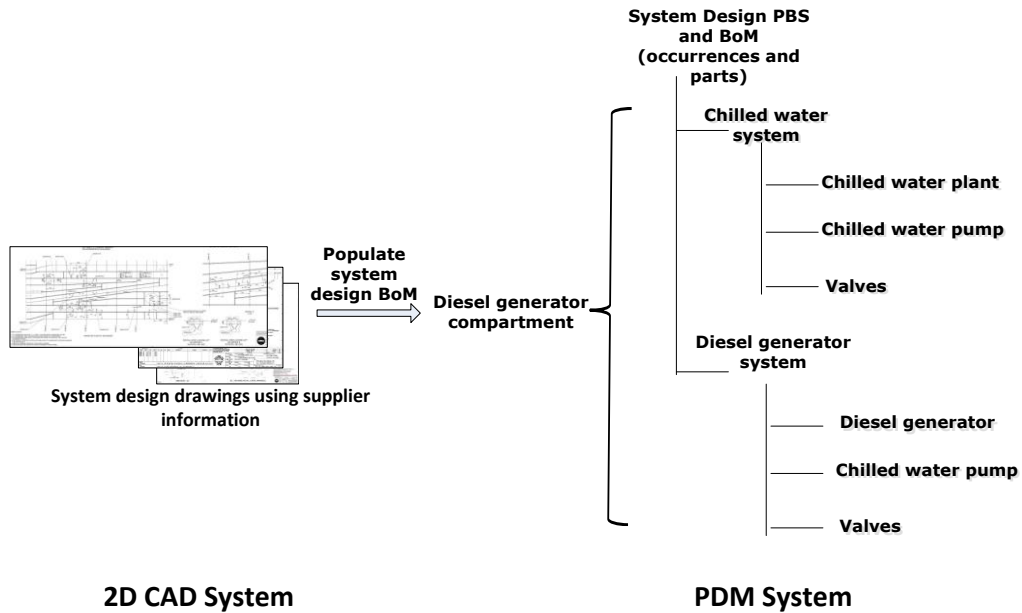 System Design PBS
and BoM
(occurrences and
parts)
Chilled water
system
Chilled water plant
Chilled water pump
Valves
Populate
system
design BoM
Diesel generator
compartment
System design drawings using supplier
information
Diesel generator
system
Diesel generator
Chilled water pump
Valves
2D CAD System
PDM System